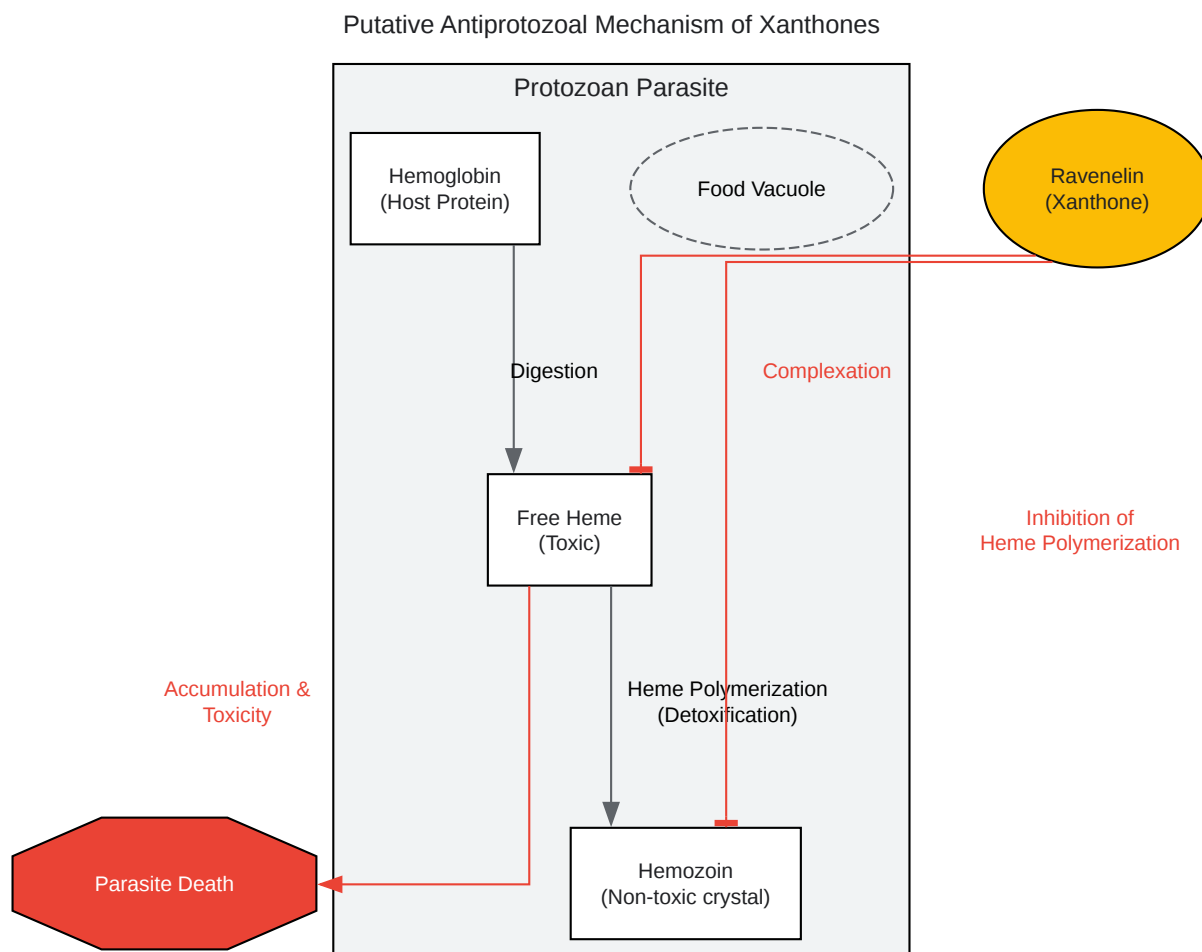 Putative Antiprotozoal Mechanism of Xanthones
Protozoan Parasite
Hemoglobin
(Host Protein)
Food Vacuole
Ravenelin
(Xanthone)
Digestion
Complexation
Free Heme
(Toxic)
Inhibition of
Heme Polymerization
Accumulation &
Toxicity
Heme Polymerization
(Detoxification)
Parasite Death
Hemozoin
(Non-toxic crystal)